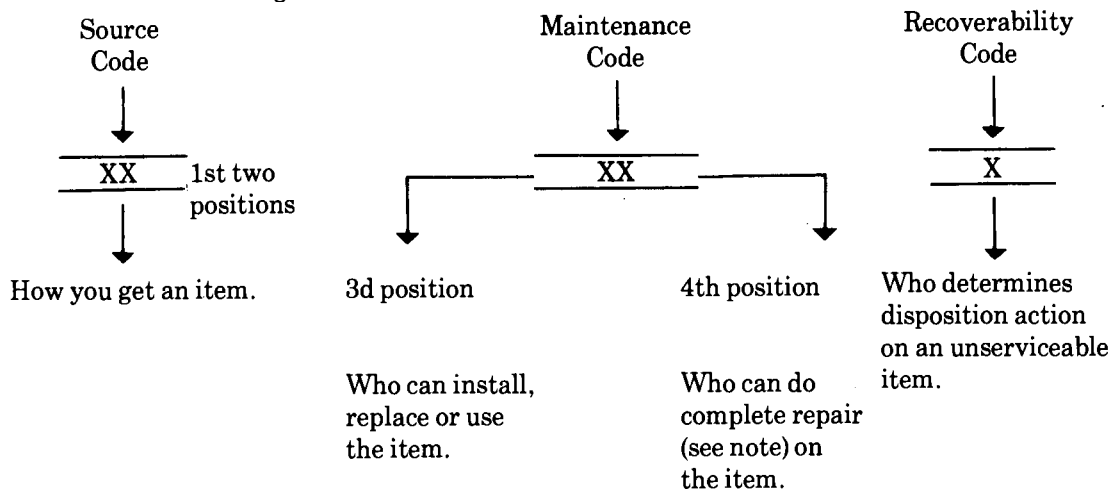 Source
Code
Maintenance
Code
Recoverability
Code
XX
1st two
positions
XX
X
How you get an item.
3d position
4th position
Who determines
disposition action
on an unserviceable
item.
Who can install,
replace or use
the item.
Who can do
complete repair
(see note) on
the item.